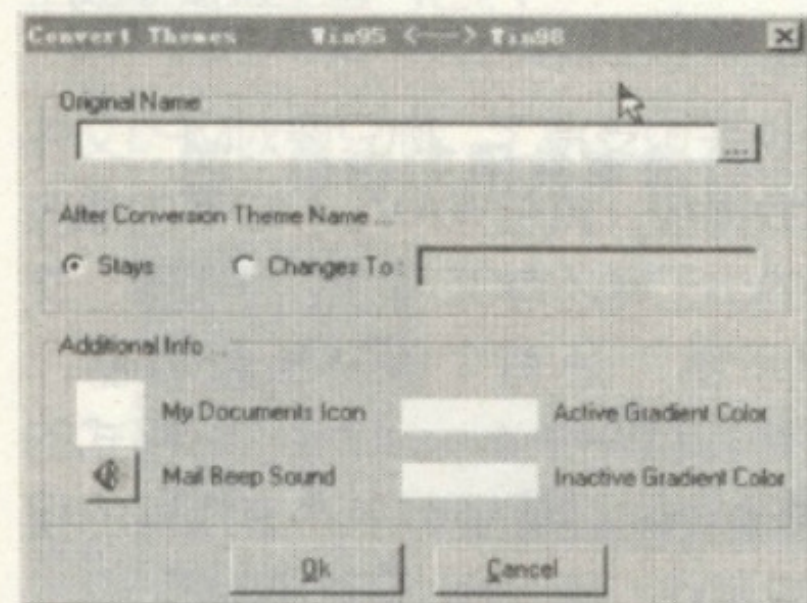 Convert Themes Win95 <---> Win98
Original Name
...
After Conversion Theme Name ...
Stays Changes To :
Additional Info ...
My Documents Icon Active Gradient Color
Mail Beep Sound Inactive Gradient Color
Ok Cancel